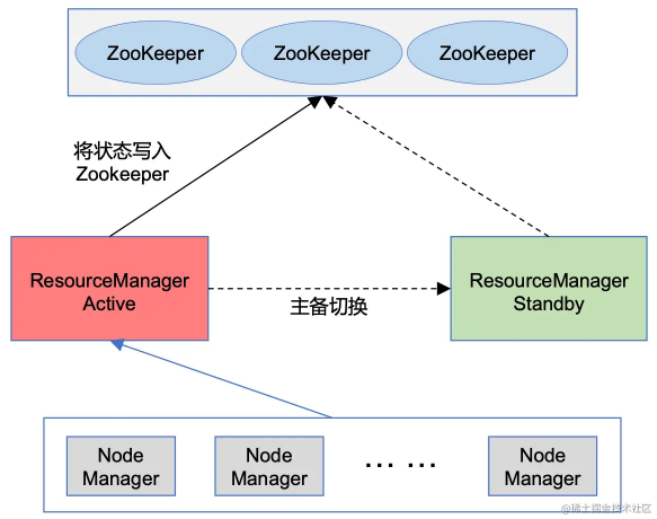 ZooKeeper
ZooKeeper
ZooKeeper
将状态写入
Zookeeper
ResourceManager
Active
主备切换
ResourceManager
Standby
Node
Manager
Node
Manager
... ...
Node
Manager
@稀土掘金技术社区